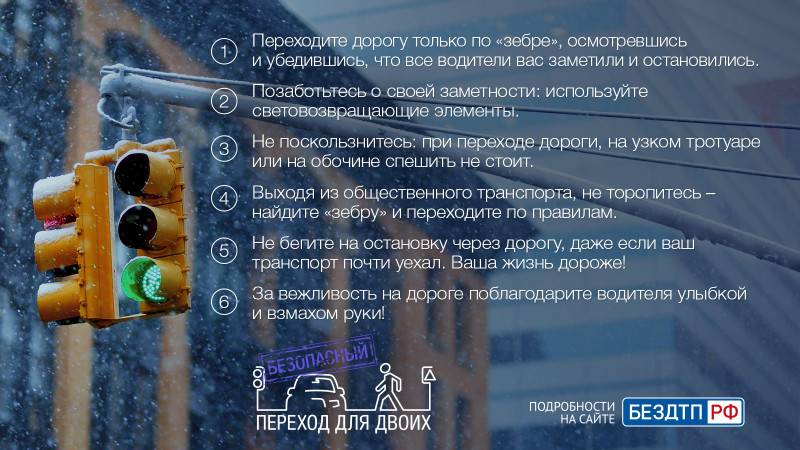 1 Переходите дорогу только по «зебре», осмотревшись
и убедившись, что все водители вас заметили и остановились.
2 Позаботьтесь о своей заметности: используйте
световозвращающие элементы.
3 Не поскользнитесь: при переходе дороги, на узком тротуаре
или на обочине спешить не стоит.
4 Выходя из общественного транспорта, не торопитесь –
найдите «зебру» и переходите по правилам.
5 Не бегите на остановку через дорогу, даже если ваш
транспорт почти уехал. Ваша жизнь дороже!
6 За вежливость на дороге поблагодарите водителя улыбкой
и взмахом руки!
БЕЗОПАСНЫЙ
ПЕРЕХОД ДЛЯ ДВОИХ
ПОДРОБНОСТИ
НА САЙТЕ
БЕЗДТП РФ